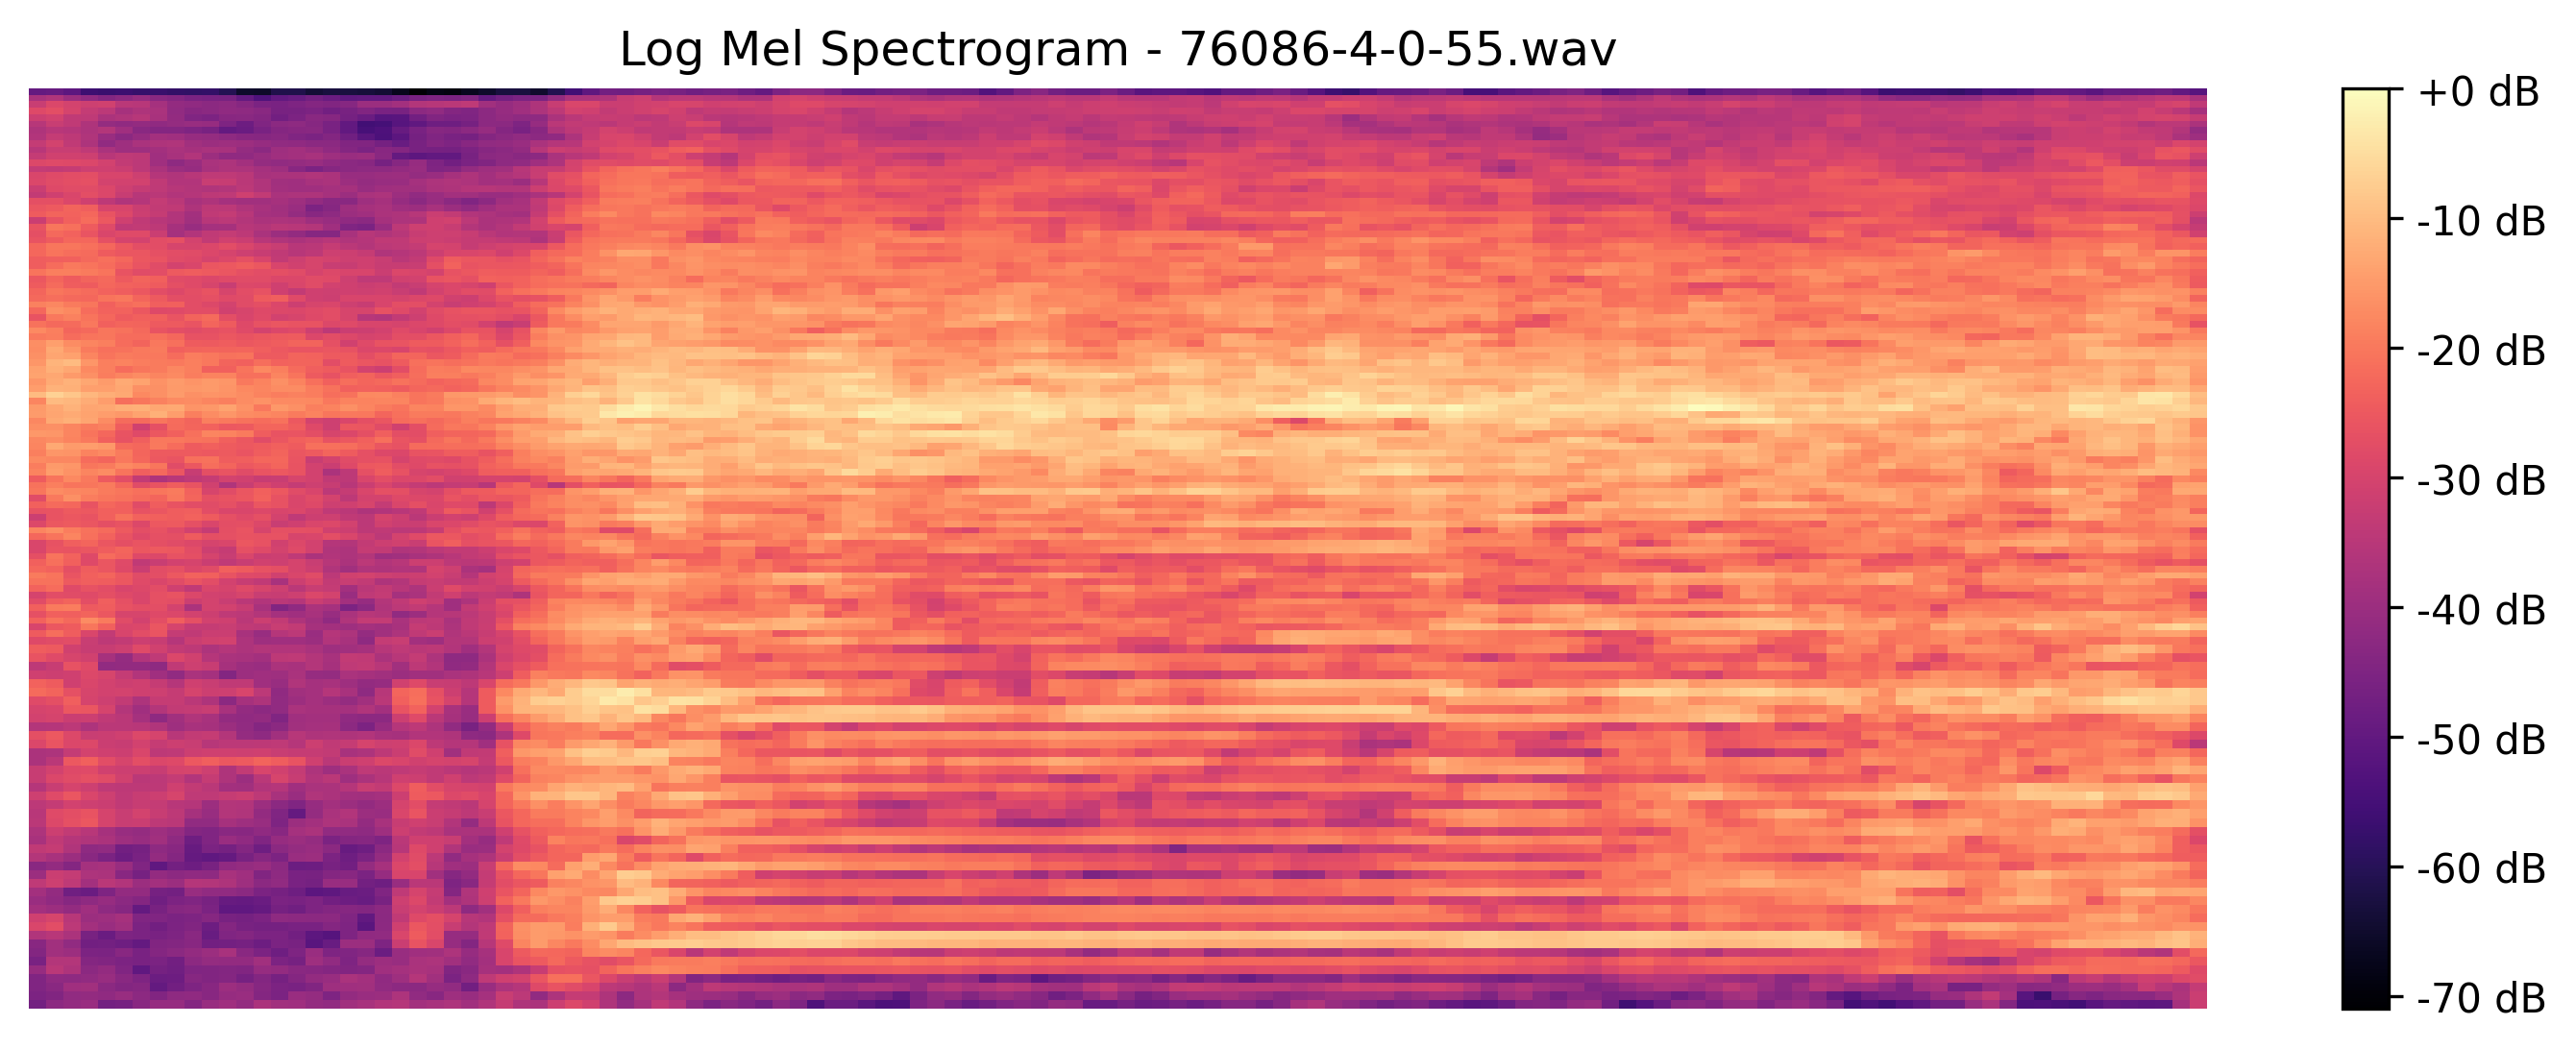 Log Mel Spectrogram - 76086-4-0-55.wav
+0 dB
-10 dB
-20 dB
-30 dB
-40 dB
-50 dB
-60 dB
-70 dB